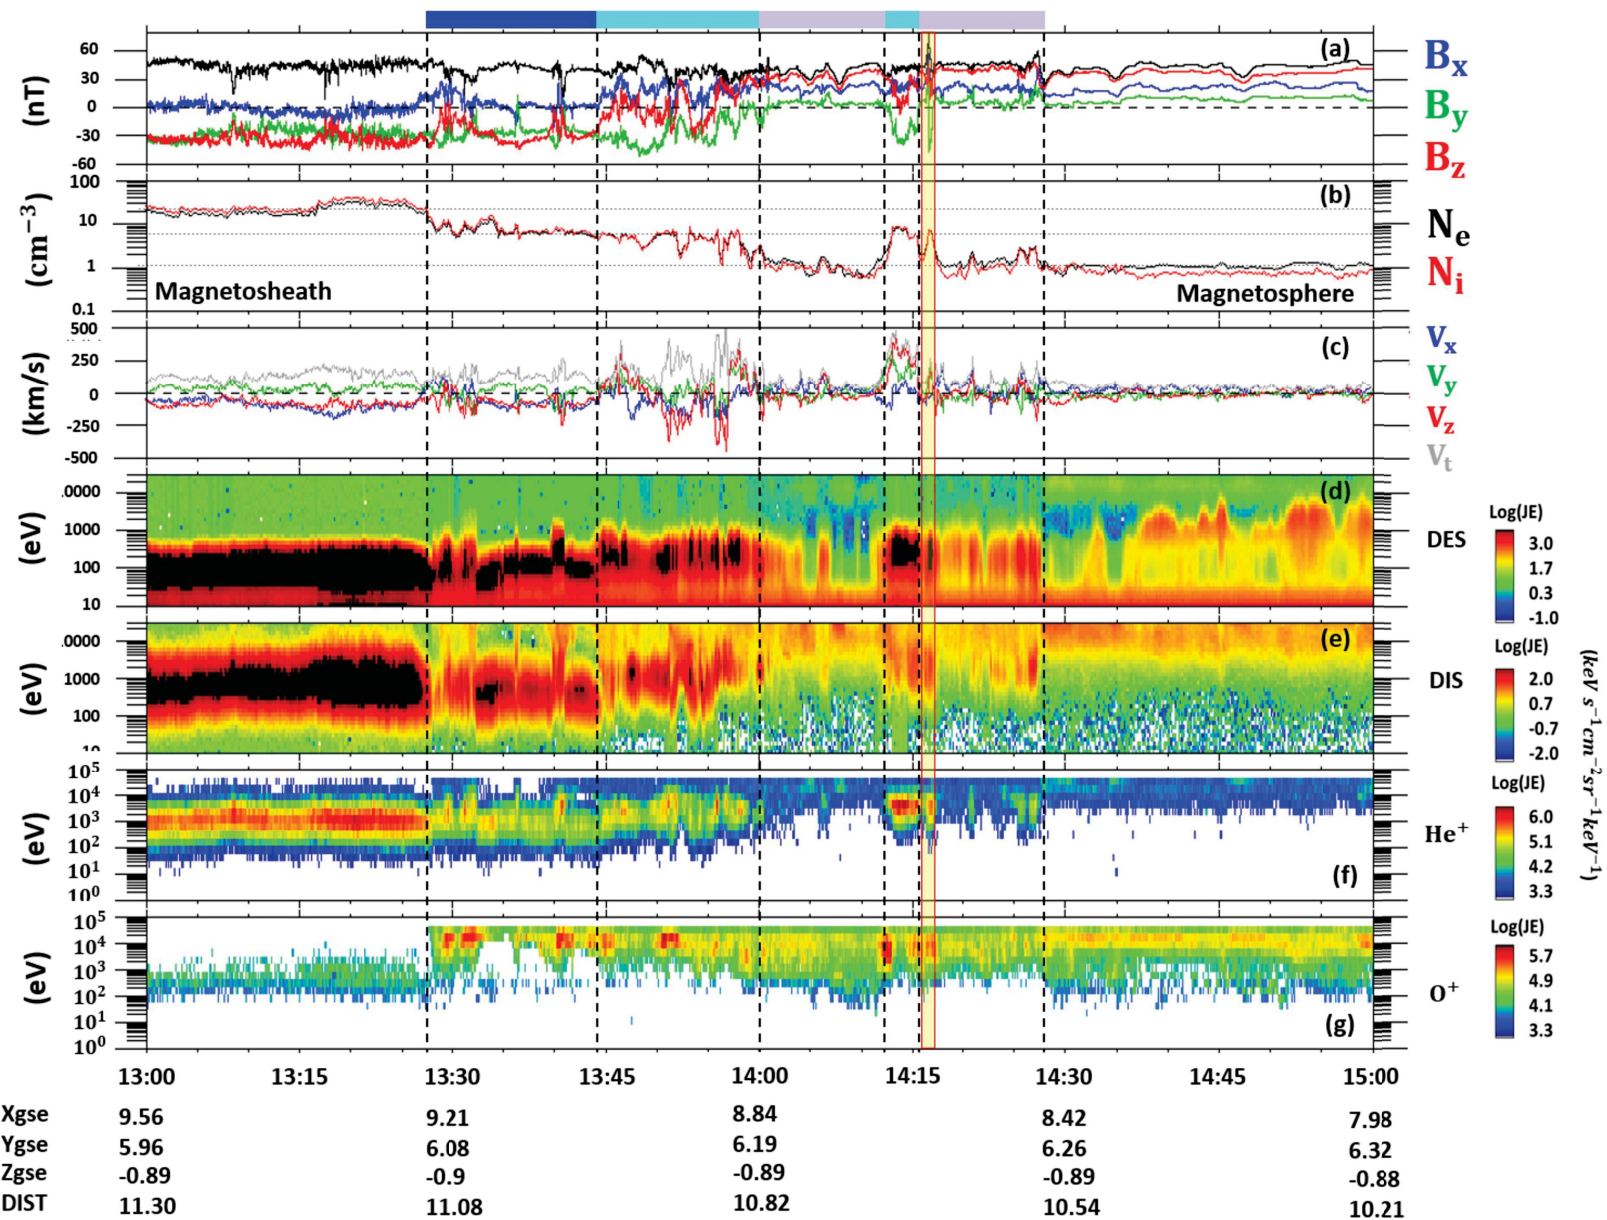 (a)
60
30
0
-30
-60
(nT)
Bx
By
Bz
(b)
100
10
1
0.1
(cm⁻³)
Magnetosheath
Magnetosphere
Ne
Ni
(c)
500
250
0
-250
-500
(km/s)
Vx
Vy
Vz
Vt
(d)
.0000
1000
100
10
(eV)
DES
Log(JE)
3.0
1.7
0.3
-1.0
(e)
.0000
1000
100
10
(eV)
DIS
Log(JE)
2.0
0.7
-0.7
-2.0
(keV s⁻¹cm⁻²sr⁻¹keV⁻¹)
(f)
10⁵
10⁴
10³
10²
10¹
10⁰
(eV)
He⁺
Log(JE)
6.0
5.1
4.2
3.3
(g)
10⁵
10⁴
10³
10²
10¹
10⁰
(eV)
O⁺
Log(JE)
5.7
4.9
4.1
3.3
13:00 13:15 13:30 13:45 14:00 14:15 14:30 14:45 15:00
Xgse 9.56 9.21 8.84 8.42 7.98
Ygse 5.96 6.08 6.19 6.26 6.32
Zgse -0.89 -0.9 -0.89 -0.89 -0.88
DIST 11.30 11.08 10.82 10.54 10.21